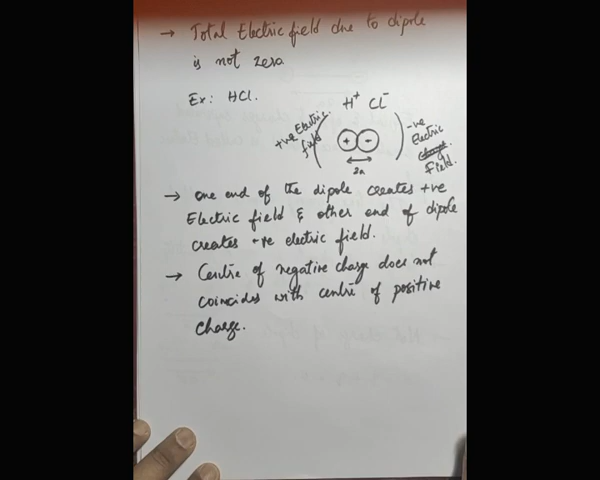 → Total Electric field due to dipole
is not zero
Ex: HCl.
H⁺ Cl⁻
+ve Electric
field
+ -
2a
-ve
Electric
Field.
→ one end of the dipole creates +ve
Electric field & other end of dipole
creates -ve electric field.
→ Centre of negative charge does not
coincides with centre of positive
charge.